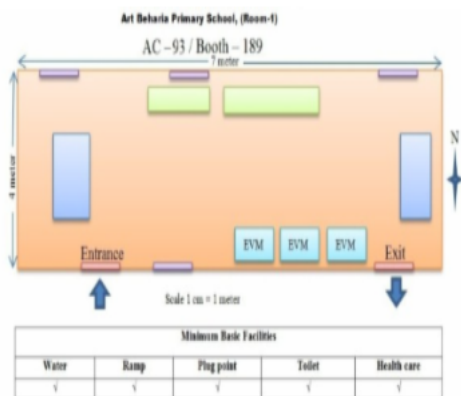 Art Beharia Primary School, (Room-1)
AC – 93 / Booth – 189
7 meter
4 meter
N
EVM EVM EVM
Entrance Exit
Scale 1 cm = 1 meter
Minimum Basic Facilities
Water Ramp Plug point Toilet Health care
√ √ √ √ √